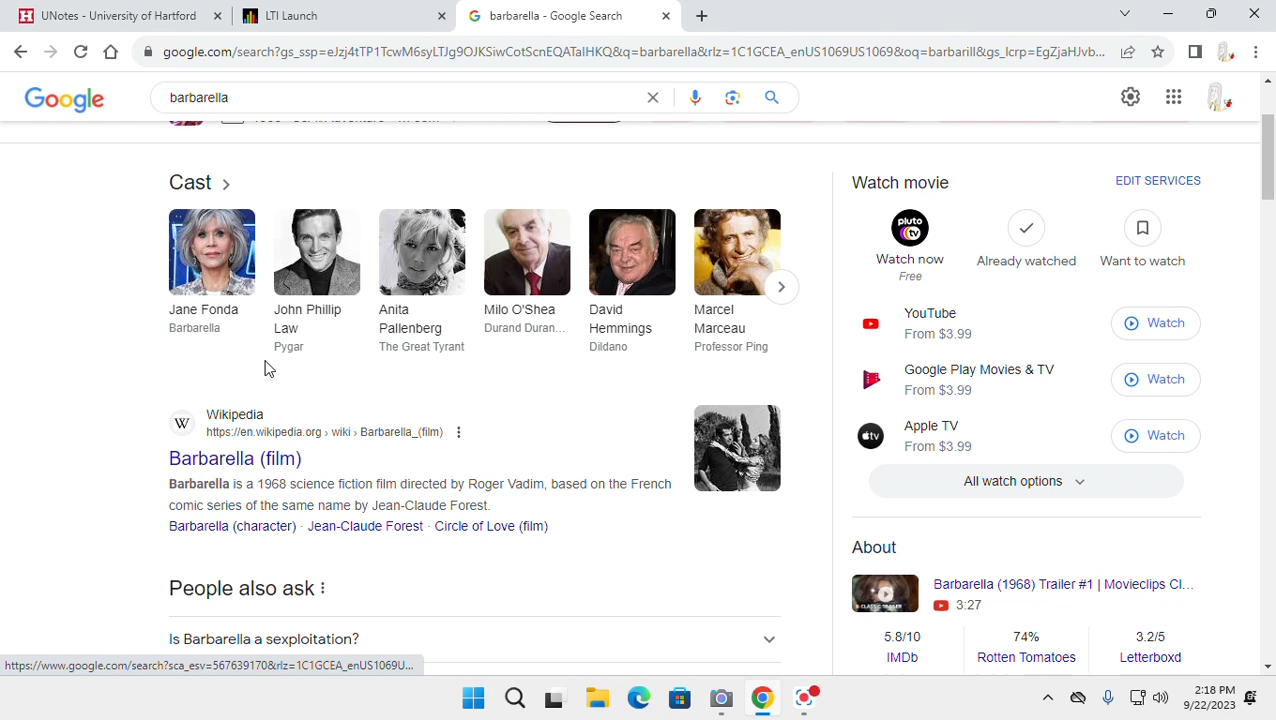 UNotes - University of Hartford
LTI Launch
barbarella - Google Search
google.com/search?gs_ssp=eJzj4tTP1TcwM6syLTJg9OJKSiwCotScnEQATaIHKQ&q=barbarella&rlz=1C1GCEA_enUS1069US1069&oq=barbarill&gs_lcrp=EgZjaHJvb...
Google
barbarella
Cast
Jane Fonda
Barbarella
John Phillip
Law
Pygar
Anita
Pallenberg
The Great Tyrant
Milo O'Shea
Durand Duran...
David
Hemmings
Dildano
Marcel
Marceau
Professor Ping
Wikipedia
https://en.wikipedia.org › wiki › Barbarella_(film)
W
Barbarella (film)
Barbarella is a 1968 science fiction film directed by Roger Vadim, based on the French
comic series of the same name by Jean-Claude Forest.
Barbarella (character) · Jean-Claude Forest · Circle of Love (film)
People also ask
Is Barbarella a sexploitation?
https://www.google.com/search?sca_esv=567639170&rlz=1C1GCEA_enUS1069U...
Watch movie
EDIT SERVICES
pluto
tv
Watch now
Free
Already watched
Want to watch
YouTube
From $3.99
Watch
Google Play Movies & TV
From $3.99
Watch
tv
Apple TV
From $3.99
Watch
All watch options
About
Barbarella (1968) Trailer #1 | Movieclips Cl...
3:27
5.8/10
IMDb
74%
Rotten Tomatoes
3.2/5
Letterboxd
2:18 PM
9/22/2023